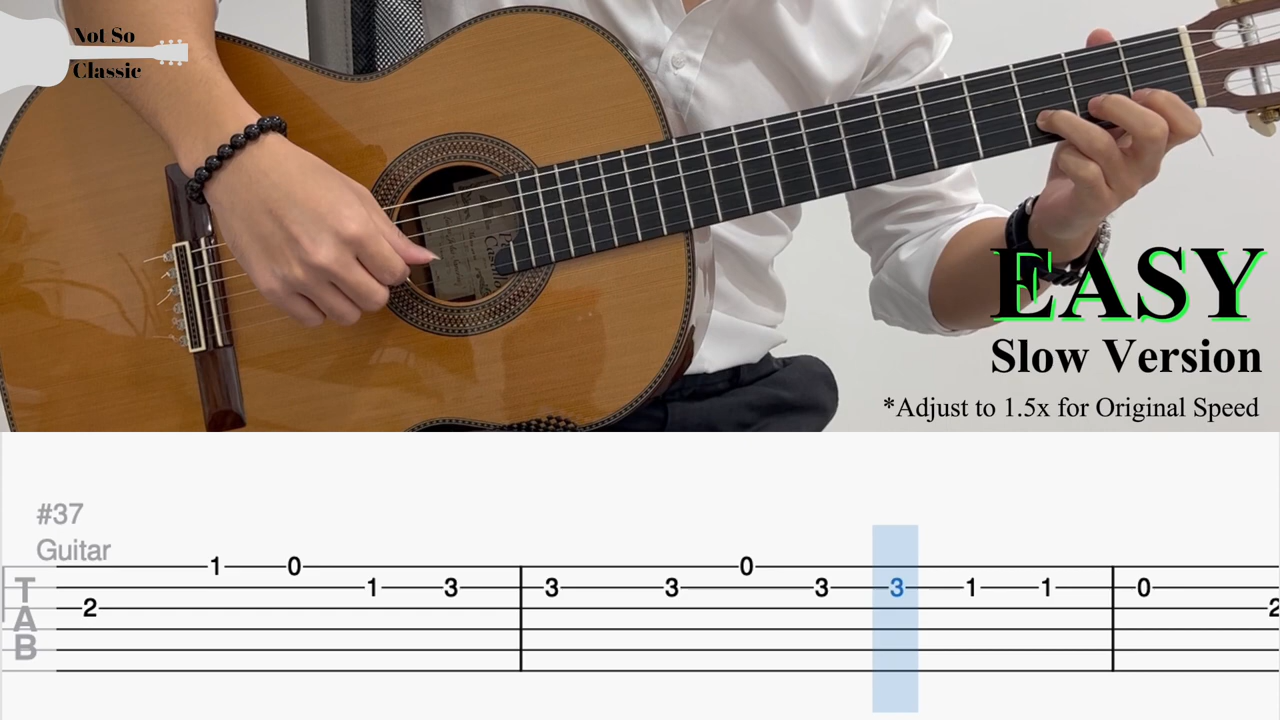 Not So
Classic
EASY
Slow Version
*Adjust to 1.5x for Original Speed
#37
Guitar
1 0 0
T 1 3 3 3 3 3 1 1 0
A 2 2
B